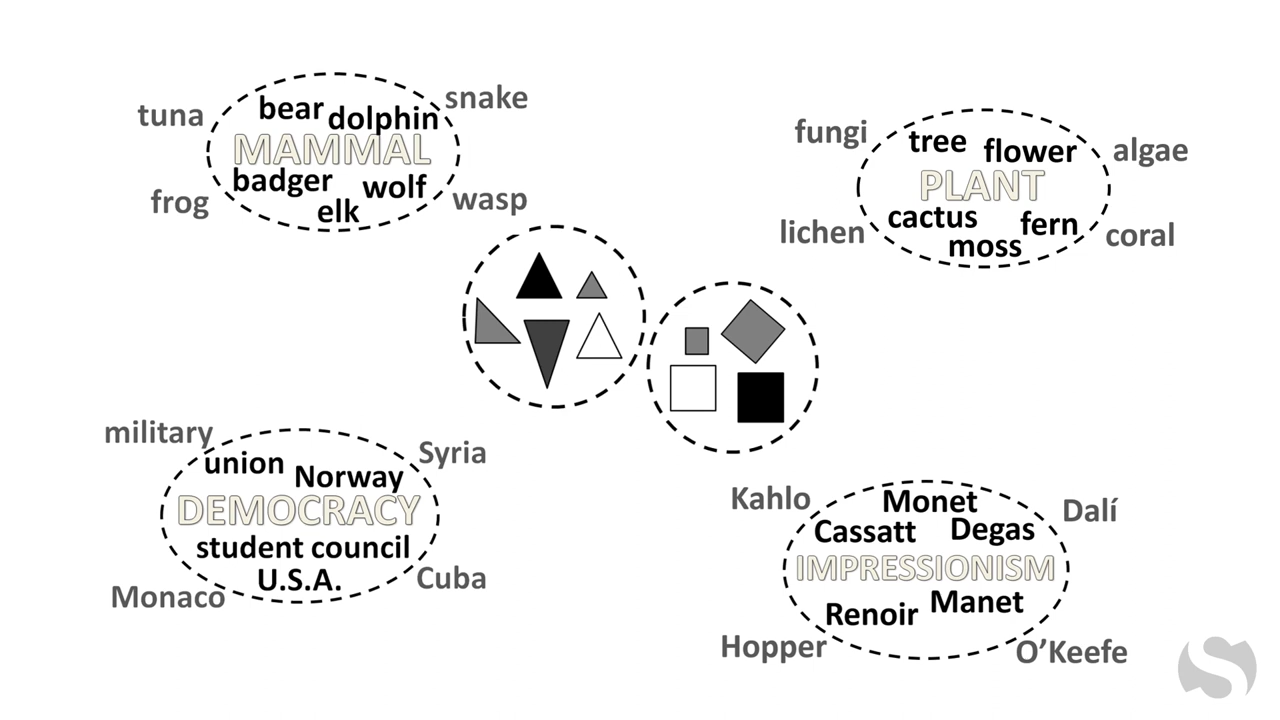 tuna
bear
dolphin
snake
MAMMAL
badger
wolf
elk
frog
wasp
fungi
tree
flower
algae
PLANT
cactus
fern
moss
lichen
coral
military
union
Norway
Syria
DEMOCRACY
student council
U.S.A.
Monaco
Cuba
Kahlo
Monet
Dalí
Cassatt
Degas
IMPRESSIONISM
Renoir
Manet
Hopper
O'Keefe